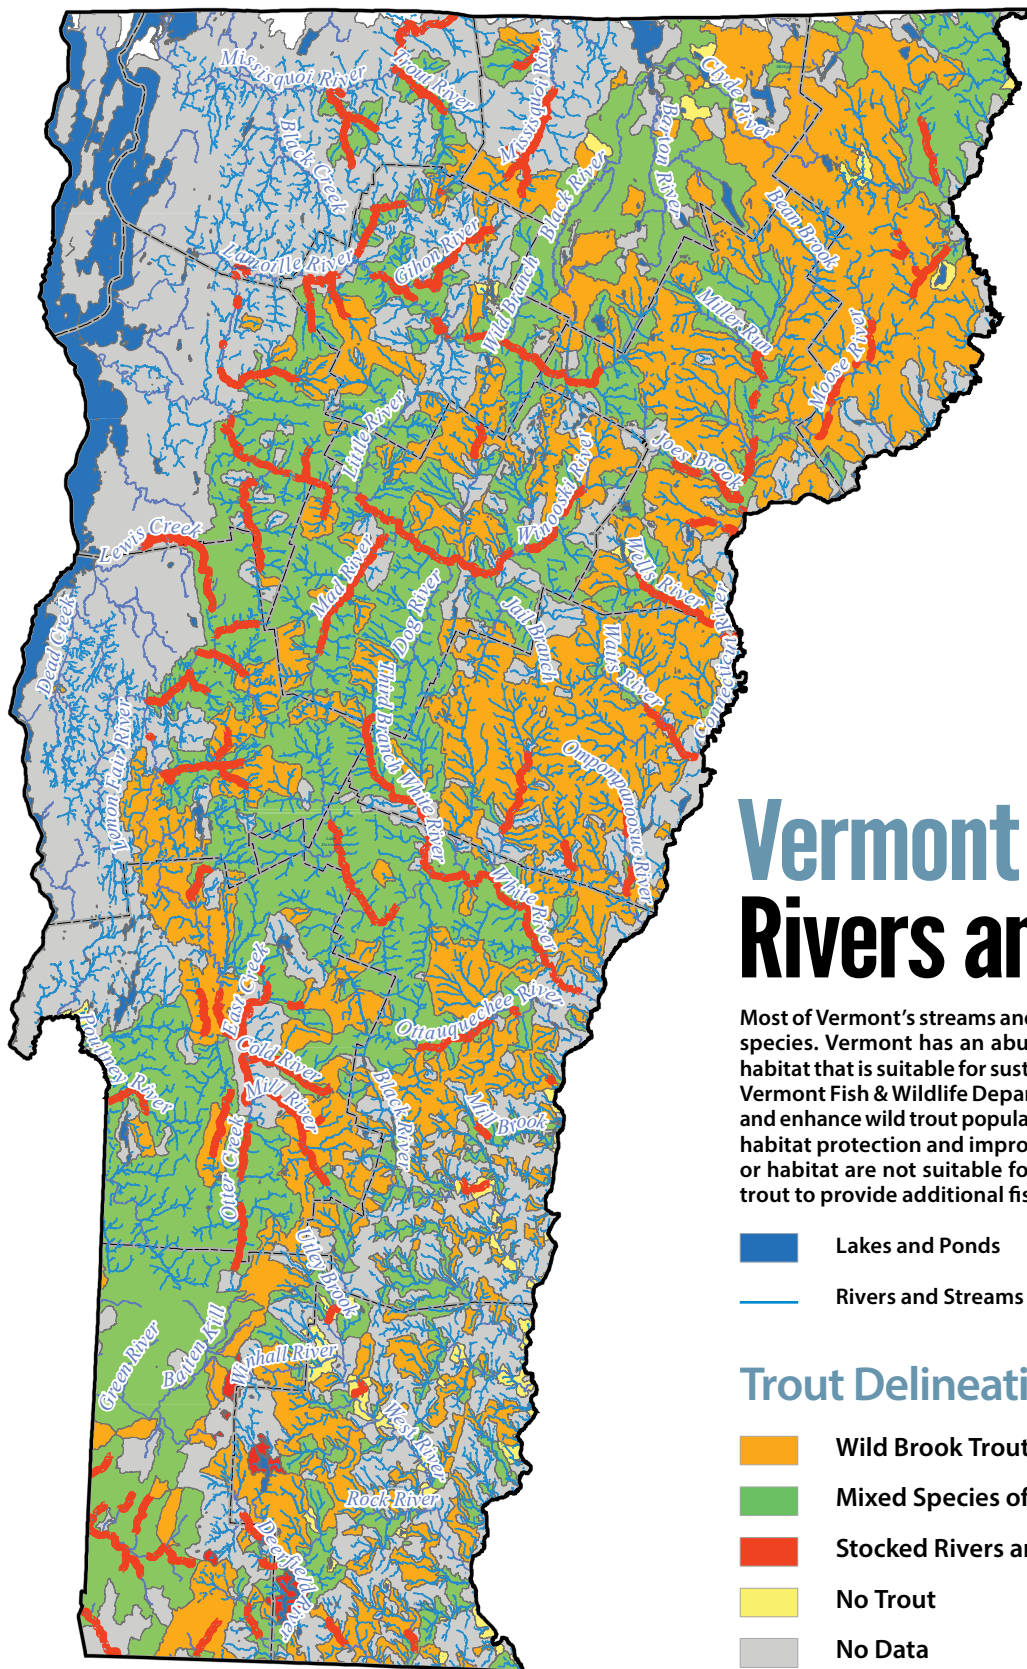 Missisquoi River
Trout River
Missisquoi River
Clyde River
Black Creek
Barton River
Black River
Bean Brook
Lamoille River
Gihon River
Wild Branch
Miller Run
Moose River
Little River
Joes Brook
Winooski River
Lewis Creek
Mad River
Dog River
Wells River
Jail Branch
Dead Creek
Waits River
Connecticut River
Third Branch White River
Lemon Fair River
Ompompanoosuc River
White River
East Creek
Ottauquechee River
Cold River
Poultney River
Mill River
Black River
Mill Brook
Otter Creek
Utley Brook
Green River
Batten Kill
Winhall River
West River
Rock River
Deerfield River
Vermont
Rivers an
Most of Vermont's streams and
species. Vermont has an abu
habitat that is suitable for sust
Vermont Fish & Wildlife Depar
and enhance wild trout popula
habitat protection and impro
or habitat are not suitable fo
trout to provide additional fis
Lakes and Ponds
Rivers and Streams
Trout Delineati
Wild Brook Trout
Mixed Species of
Stocked Rivers an
No Trout
No Data